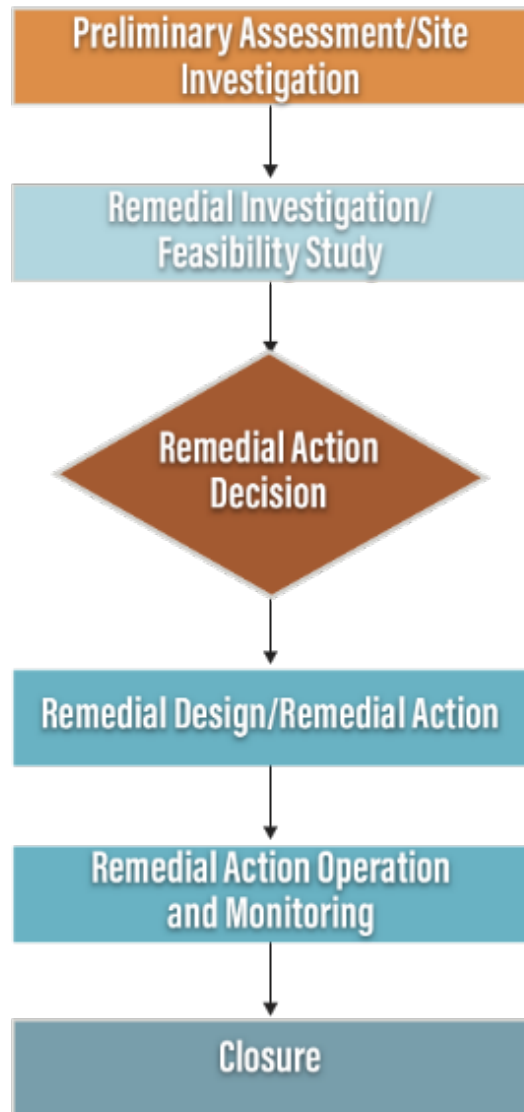 Preliminary Assessment/Site
Investigation
Remedial Investigation/
Feasibility Study
Remedial Action
Decision
Remedial Design/Remedial Action
Remedial Action Operation
and Monitoring
Closure